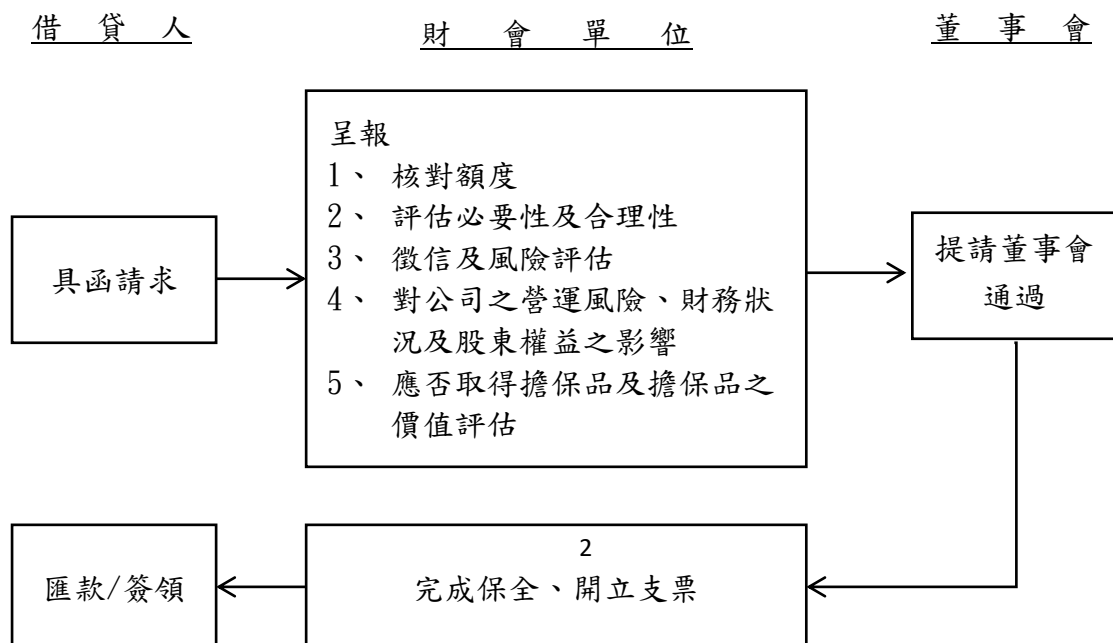 借貸人
財會單位
董事會
呈報
1、 核對額度
2、 評估必要性及合理性
3、 徵信及風險評估
4、 對公司之營運風險、財務狀
況及股東權益之影響
5、 應否取得擔保品及擔保品之
價值評估
具函請求
提請董事會
通過
匯款/簽領
2
完成保全、開立支票